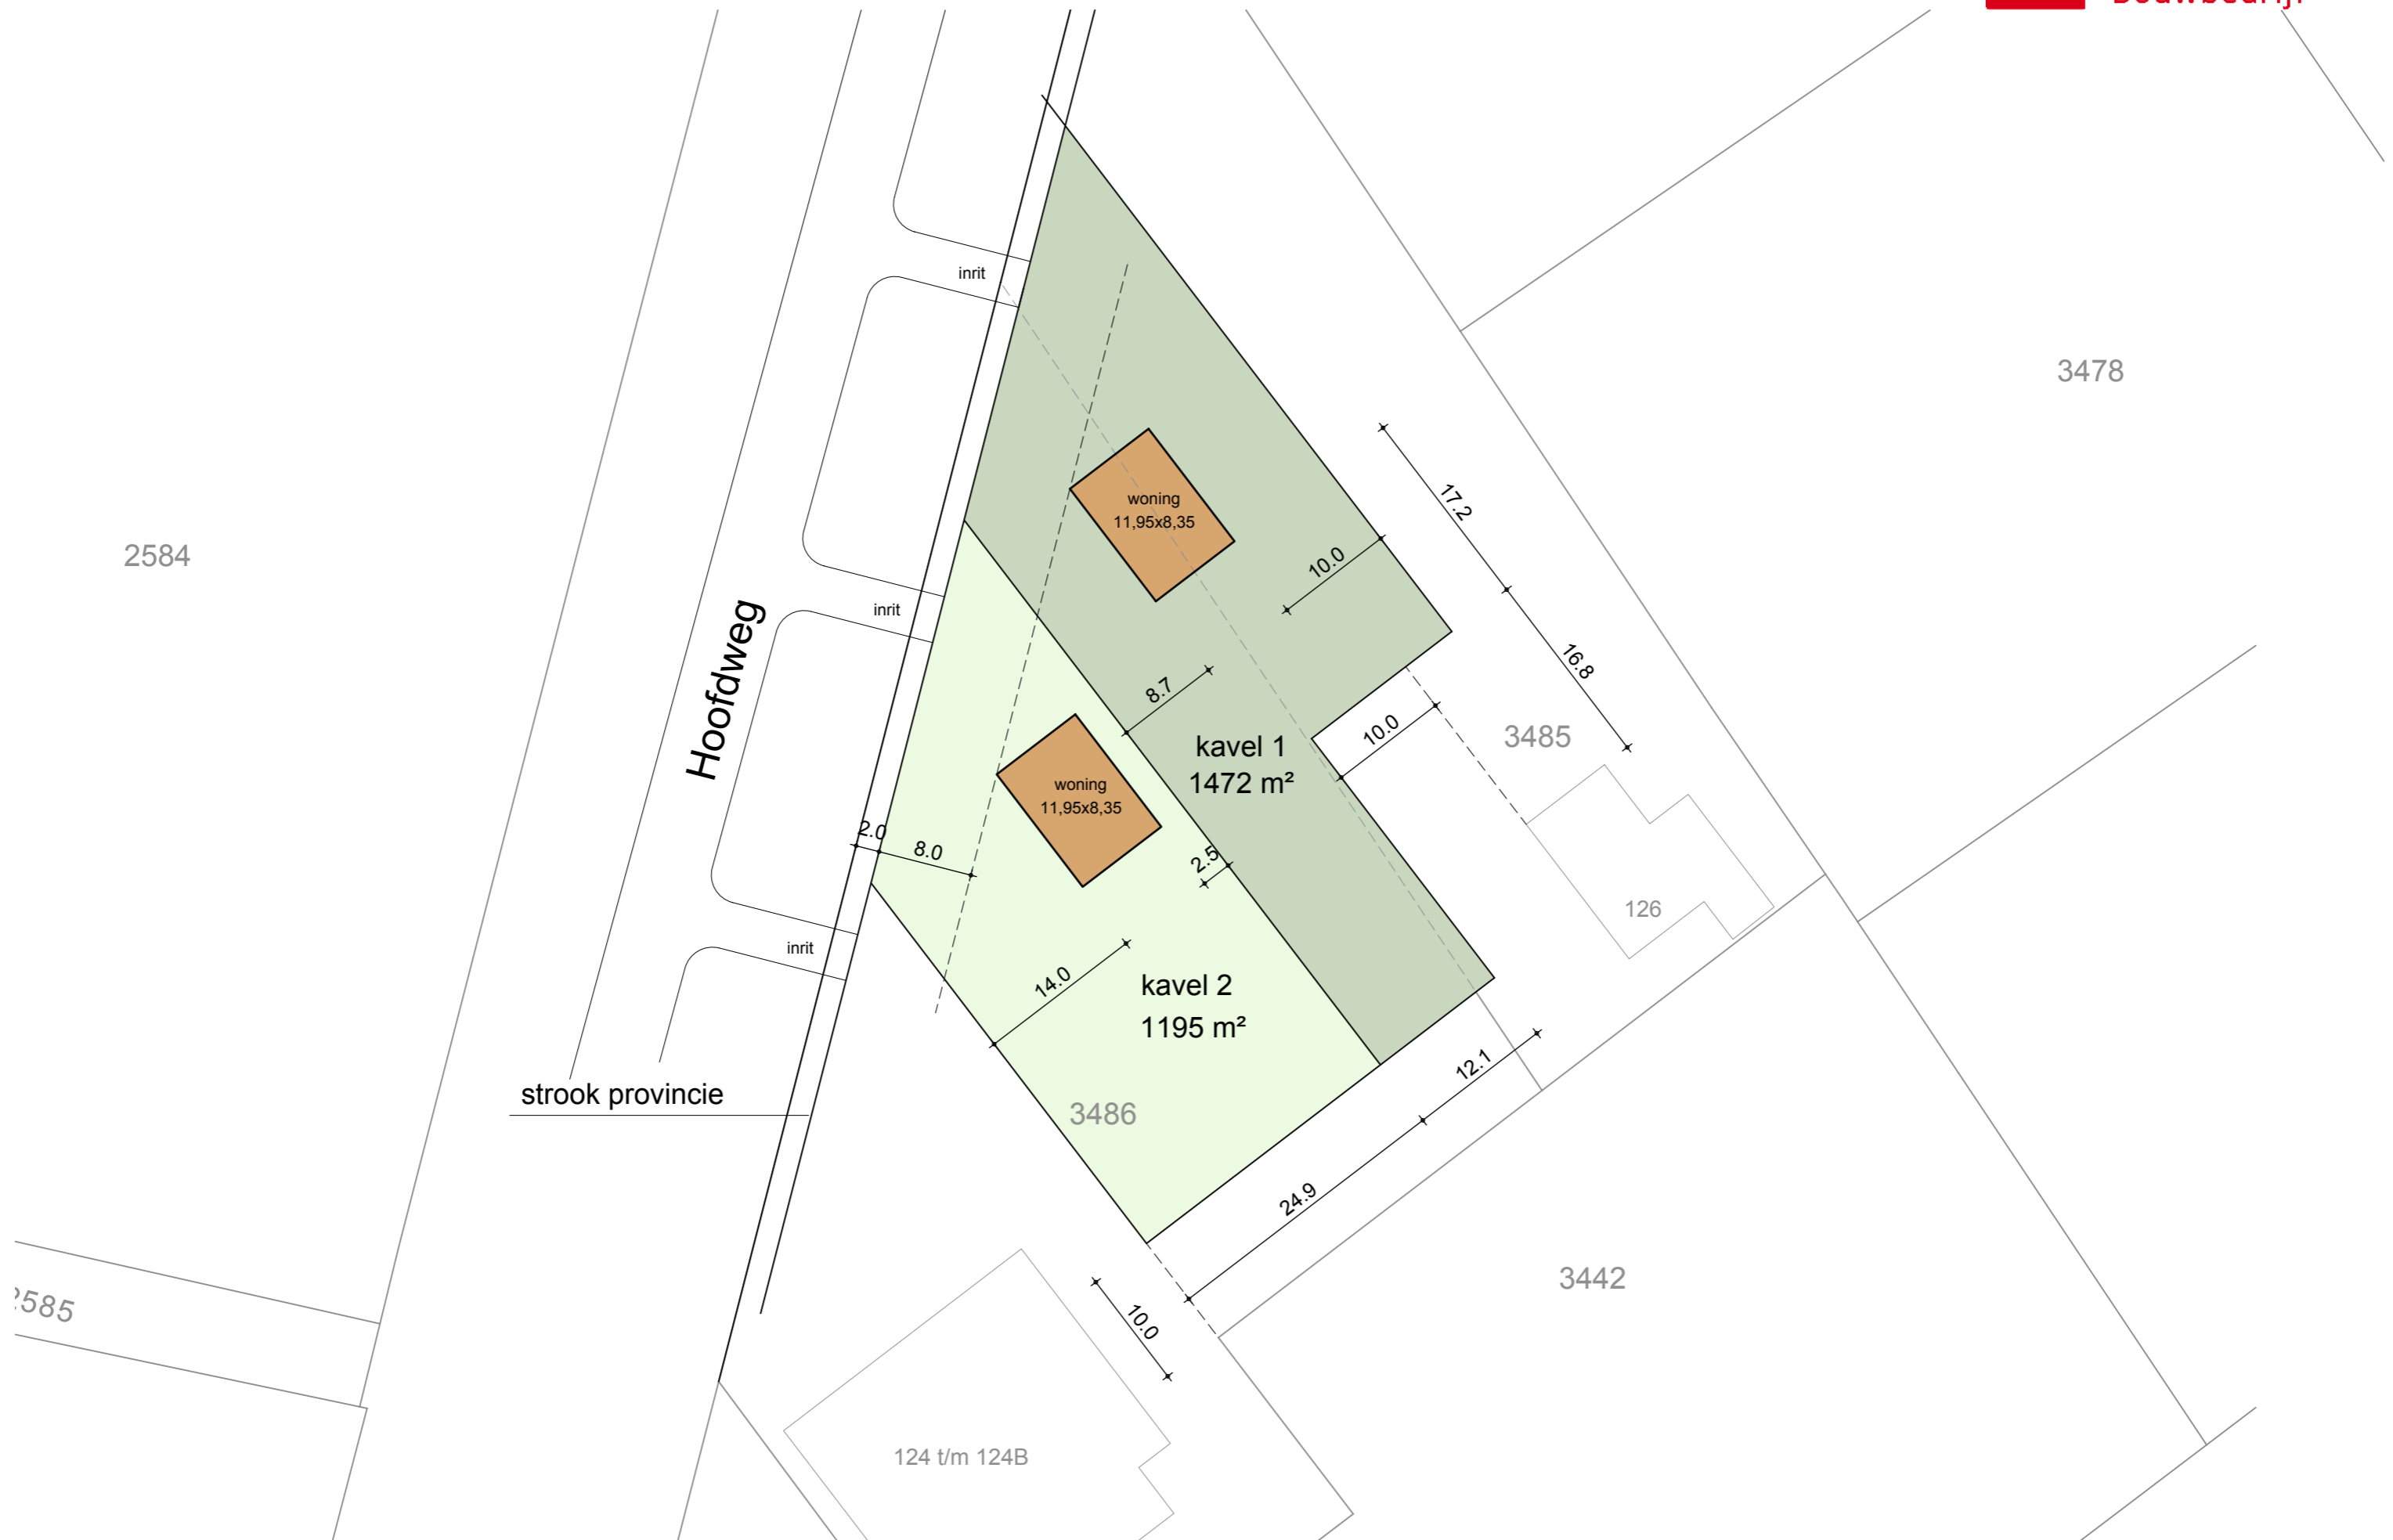 inrit
3478
woning
11,95x8,35
17.2
2584
10.0
inrit
Hoofdweg
16.8
8.7
10.0
3485
kavel 1
1472 m²
woning
11,95x8,35
2.0
8.0
2.5
126
inrit
14.0
kavel 2
1195 m²
12.1
strook provincie
3486
24.9
3442
10.0
124 t/m 124B